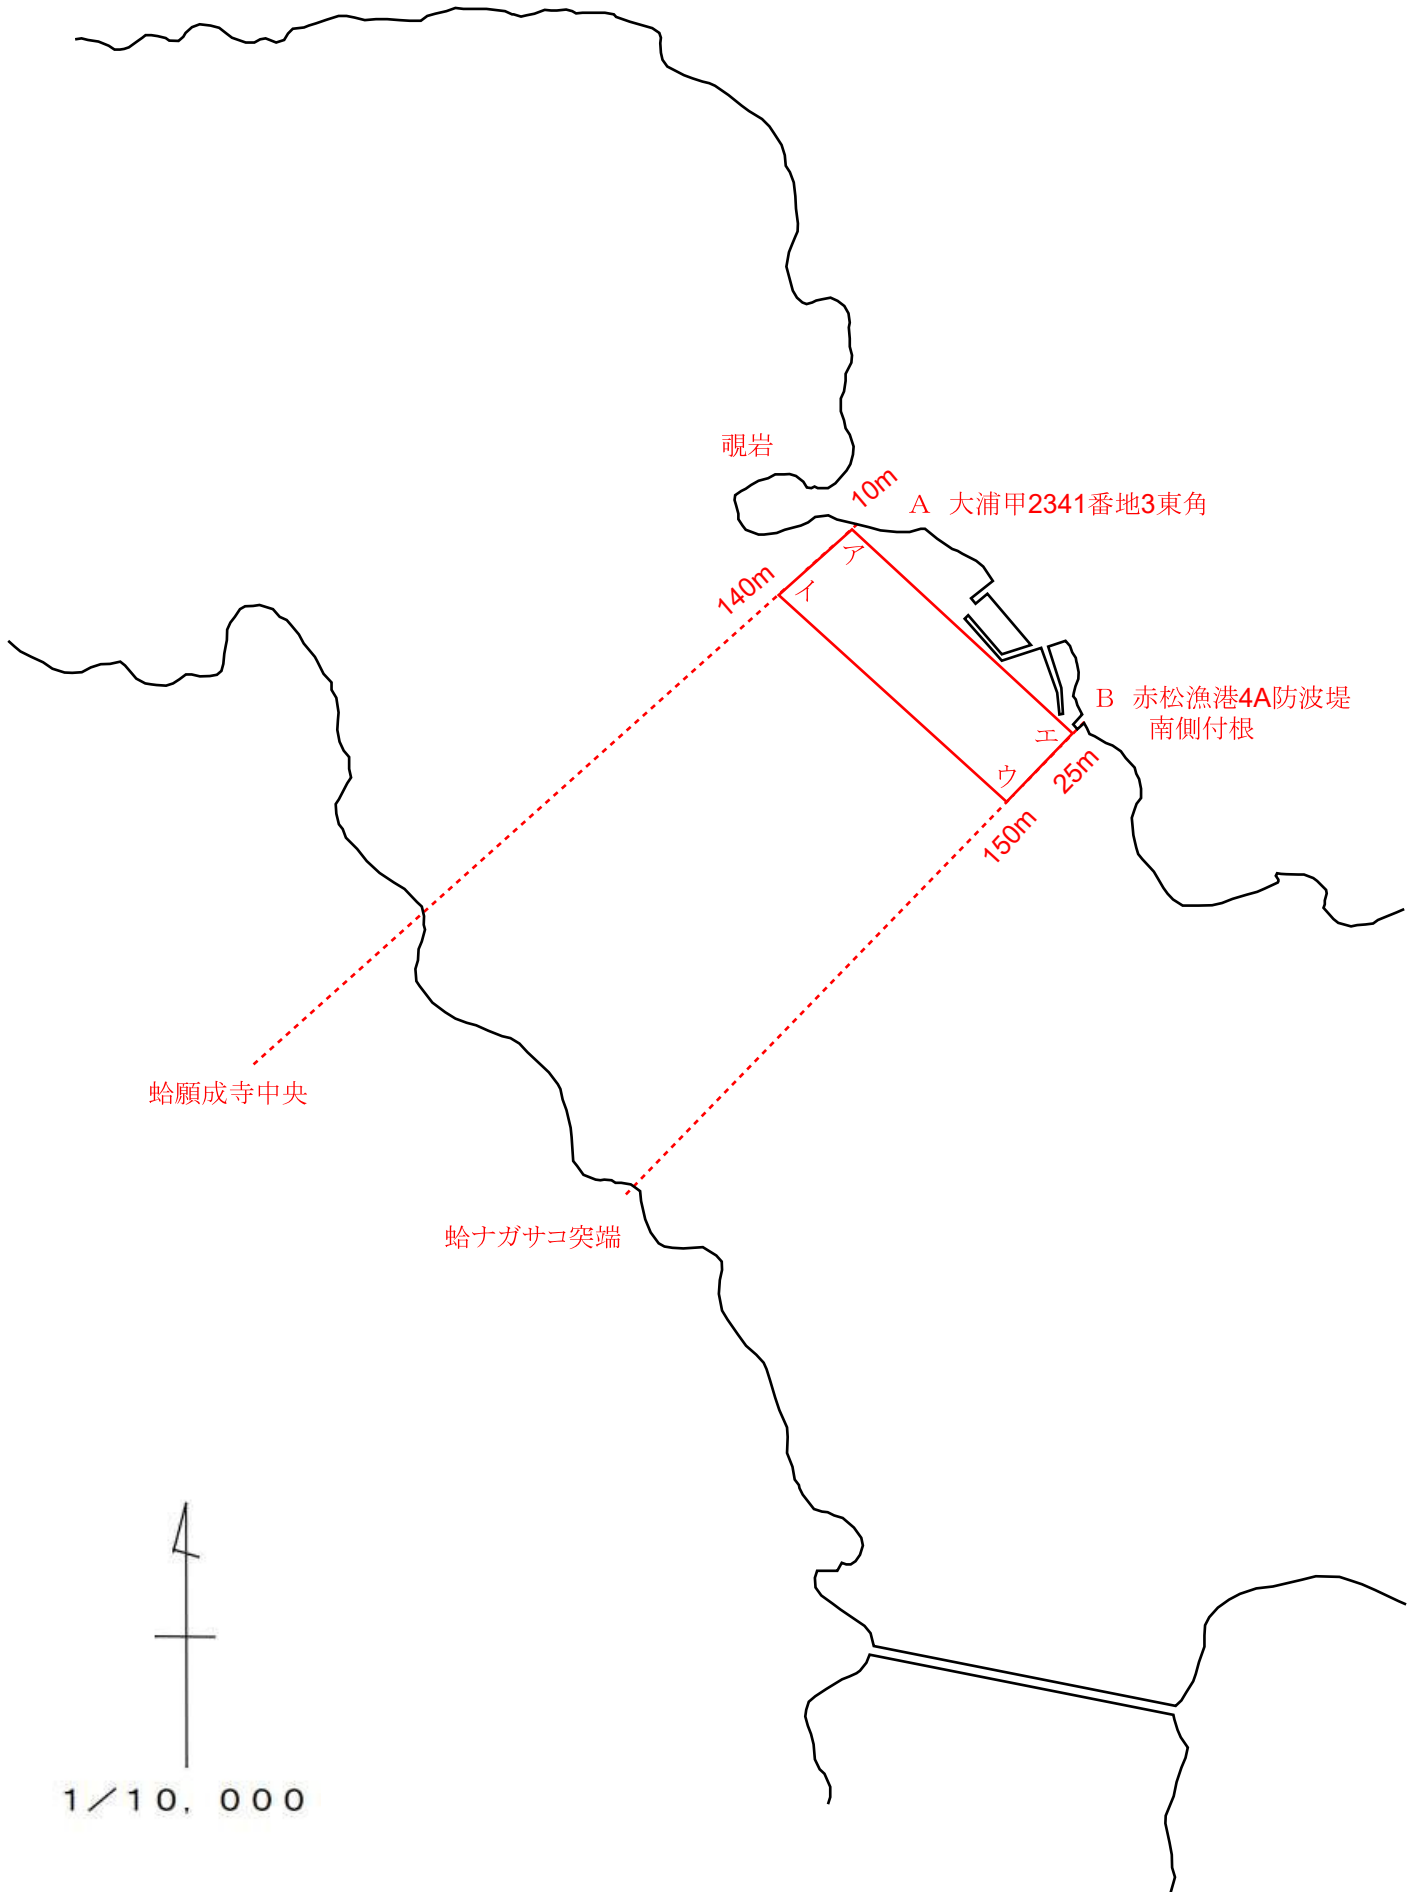 覗岩
10m
A 大浦甲2341番地3東角
ア
140m
イ
B 赤松漁港4A防波堤
南側付根
エ
25m
ウ
150m
蛤願成寺中央
蛤ナガサコ突端
1/10,000